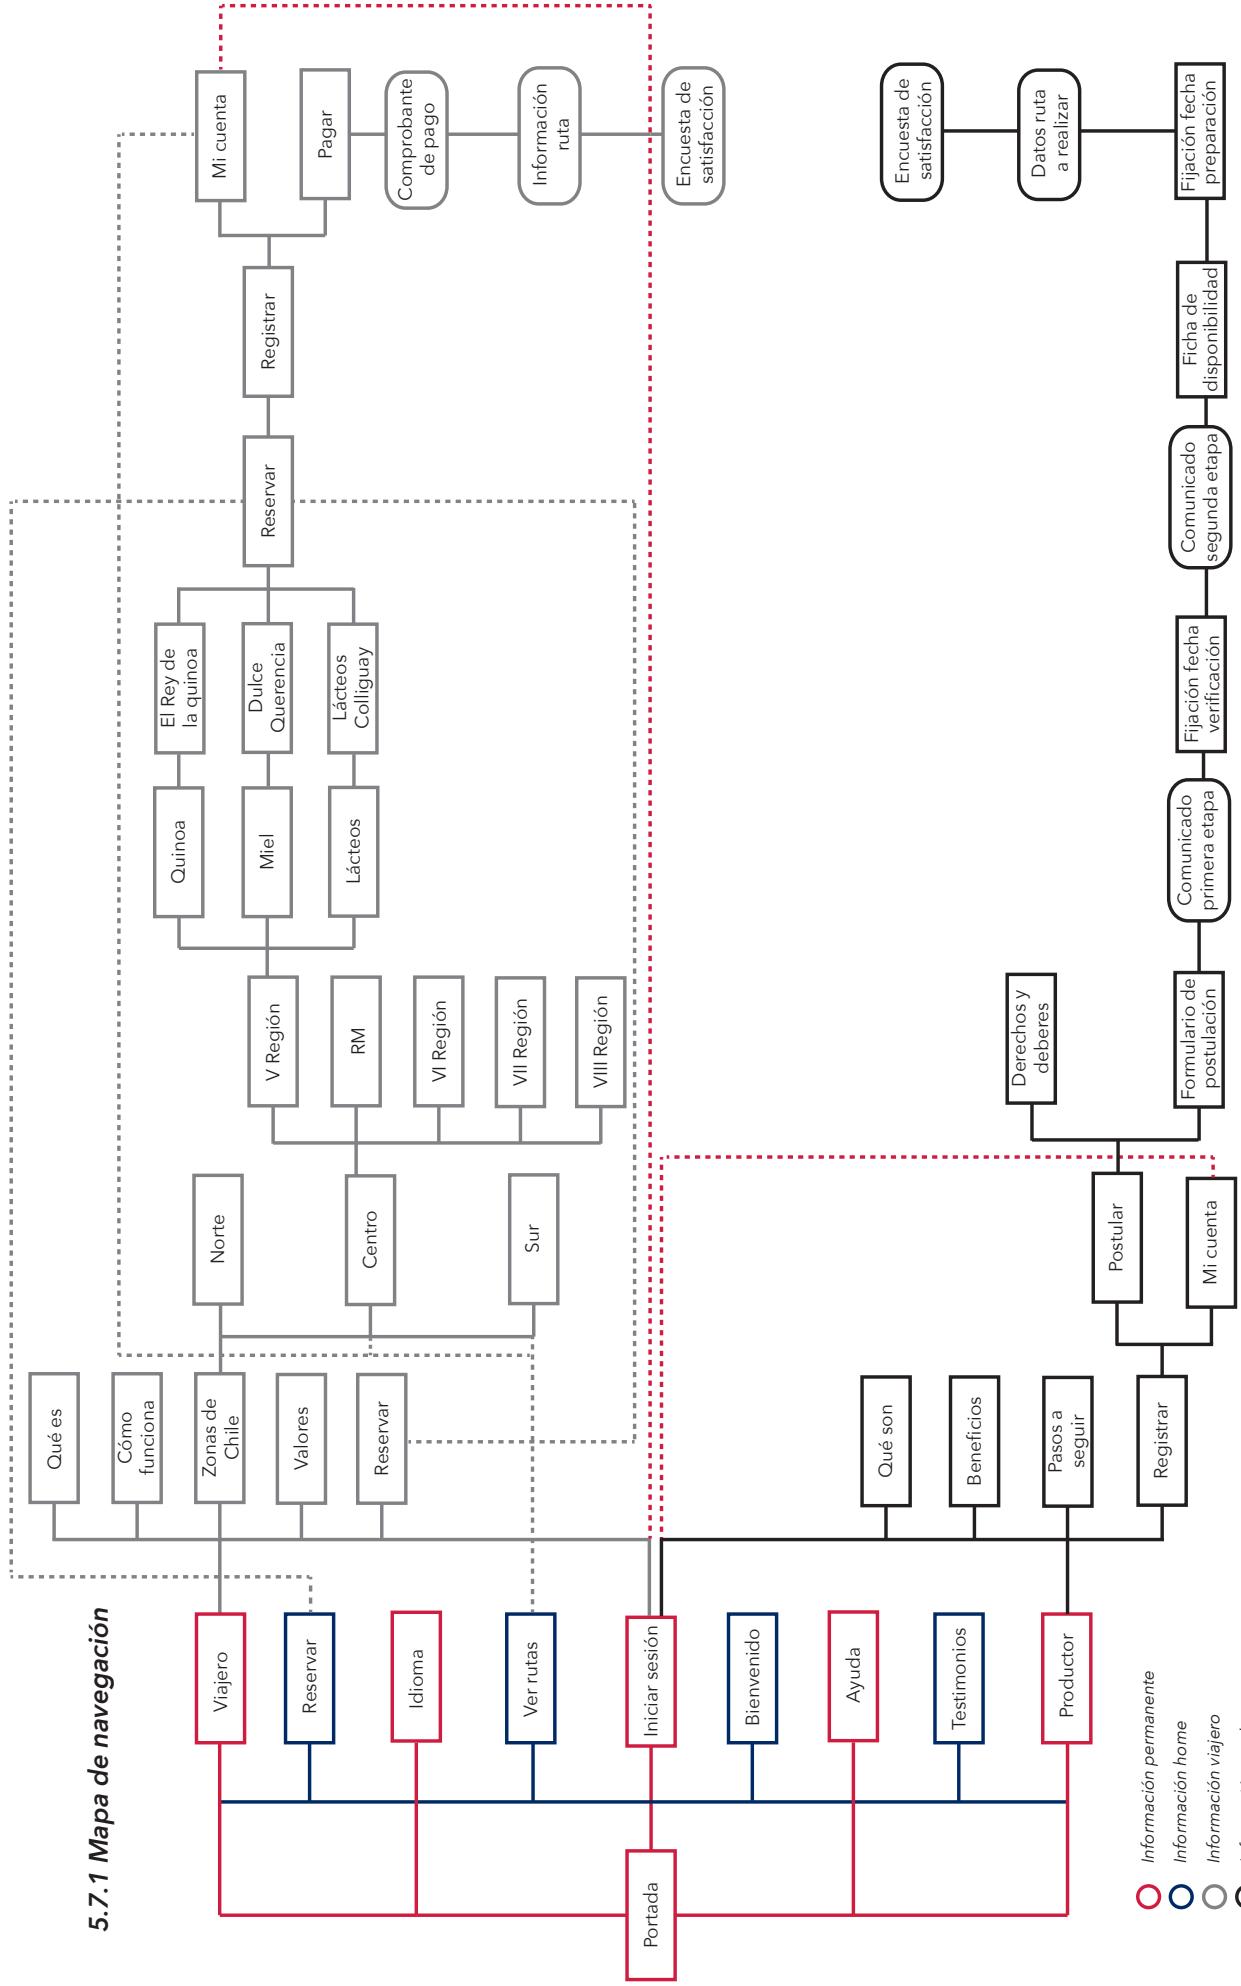 5.7.1 Mapa de navegación
Portada
Viajero
Reservar
Idioma
Ver rutas
Iniciar sesión
Bienvenido
Ayuda
Testimonios
Productor
Qué es
Cómo
funciona
Zonas de
Chile
Valores
Reservar
Norte
Centro
Sur
V Región
RM
VI Región
VII Región
VIII Región
Quinoa
Miel
Lácteos
El Rey de
la quinoa
Dulce
Querencia
Lácteos
Colliguay
Reservar
Registrar
Mi cuenta
Pagar
Comprobante
de pago
Información
ruta
Encuesta de
satisfacción
Qué son
Beneficios
Pasos a
seguir
Registrar
Postular
Mi cuenta
Derechos y
deberes
Formulario de
postulación
Comunicado
primera etapa
Fijación fecha
verificación
Comunicado
segunda etapa
Ficha de
disponibilidad
Fijación fecha
preparación
Datos ruta
a realizar
Encuesta de
satisfacción
Información permanente
Información home
Información viajero